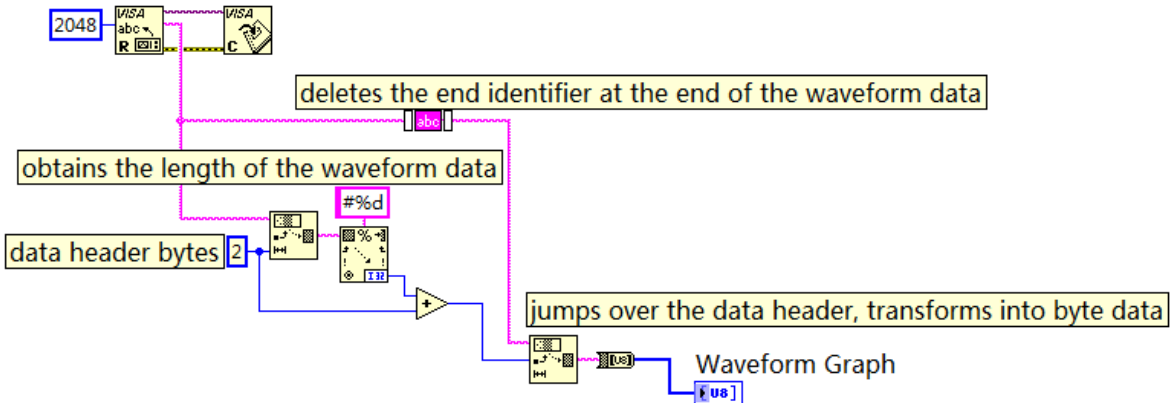 2048
VISA
abc
R
VISA
C
deletes the end identifier at the end of the waveform data
abc
obtains the length of the waveform data
#%d
%
data header bytes
2
I32
+
jumps over the data header, transforms into byte data
[U8]
Waveform Graph
[U8]